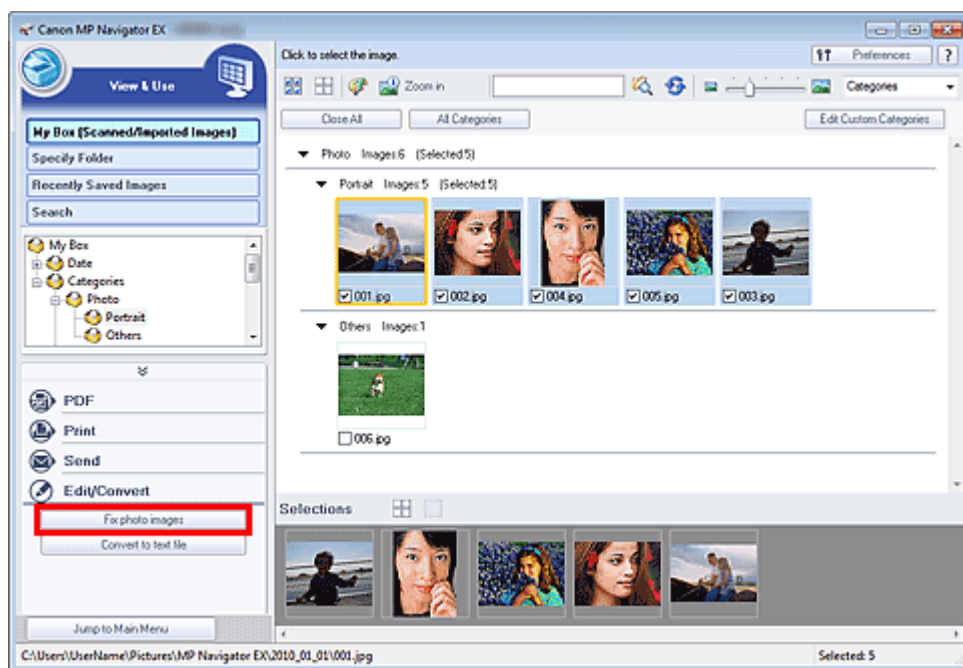 Canon MP Navigator EX
View & Use
Click to select the image.
Preferences
?
Zoom in
Categories
Close All
All Categories
Edit Custom Categories
My Box (Scanned/Imported Images)
Specify Folder
Recently Saved Images
Search
My Box
Date
Categories
Photo
Portrait
Others
PDF
Print
Send
Edit/Convert
Fix photo images
Convert to text file
Jump to Main Menu
Photo Images:6 (Selected:5)
Portrait Images:5 (Selected:5)
001.jpg
002.jpg
004.jpg
005.jpg
003.jpg
Others Images:1
006.jpg
Selections
C:\Users\UserName\Pictures\MP Navigator EX\2010_01_01\001.jpg
Selected: 5